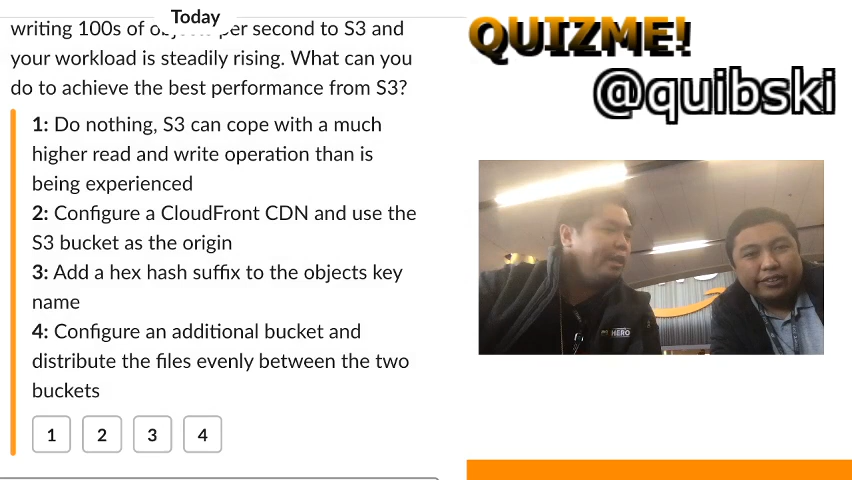 Today
writing 100s of per second to S3 and
your workload is steadily rising. What can you
do to achieve the best performance from S3?
1: Do nothing, S3 can cope with a much
higher read and write operation than is
being experienced
2: Configure a CloudFront CDN and use the
S3 bucket as the origin
3: Add a hex hash suffix to the objects key
name
4: Configure an additional bucket and
distribute the files evenly between the two
buckets
1 2 3 4
QUIZME!
@quibski
HERO